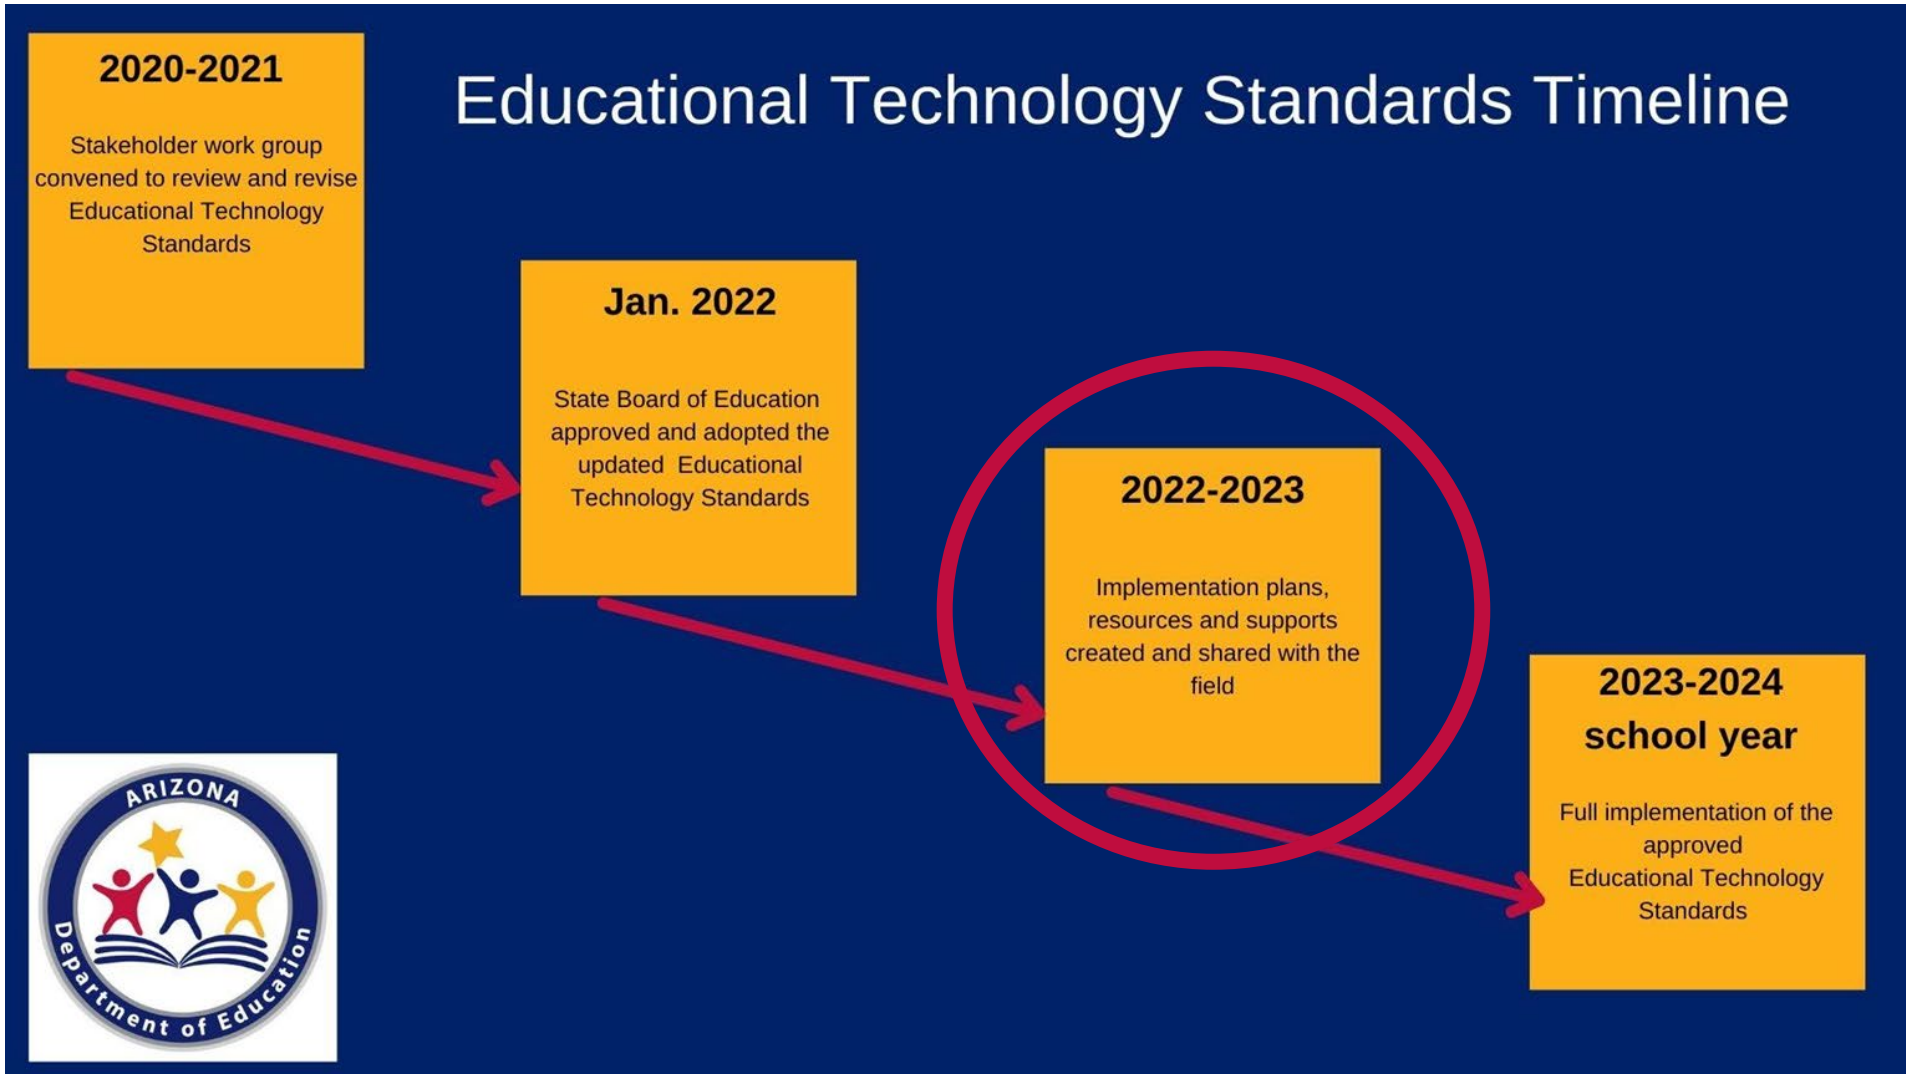 2020-2021
Stakeholder work group
convened to review and revise
Educational Technology
Standards
Educational Technology Standards Timeline
Jan. 2022
State Board of Education
approved and adopted the
updated  Educational
Technology Standards
2022-2023
Implementation plans,
resources and supports
created and shared with the
field
2023-2024
school year
Full implementation of the
approved
Educational Technology
Standards
ARIZONA
Department of Education